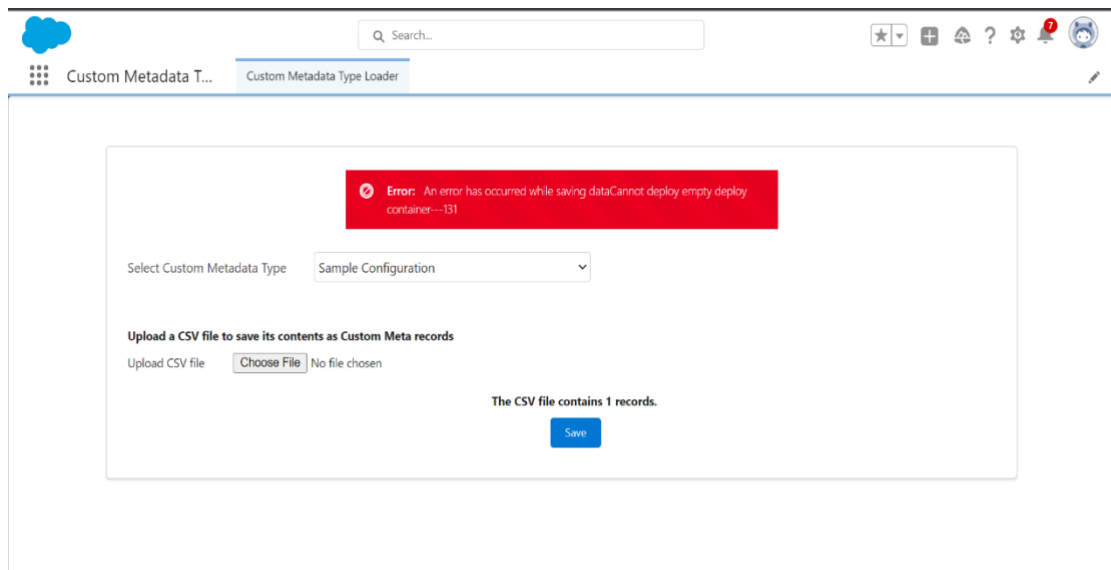 Search...
7
Custom Metadata T...
Custom Metadata Type Loader
Error: An error has occurred while saving dataCannot deploy empty deploy
container---131
Select Custom Metadata Type
Sample Configuration
Upload a CSV file to save its contents as Custom Meta records
Upload CSV file
Choose File No file chosen
The CSV file contains 1 records.
Save